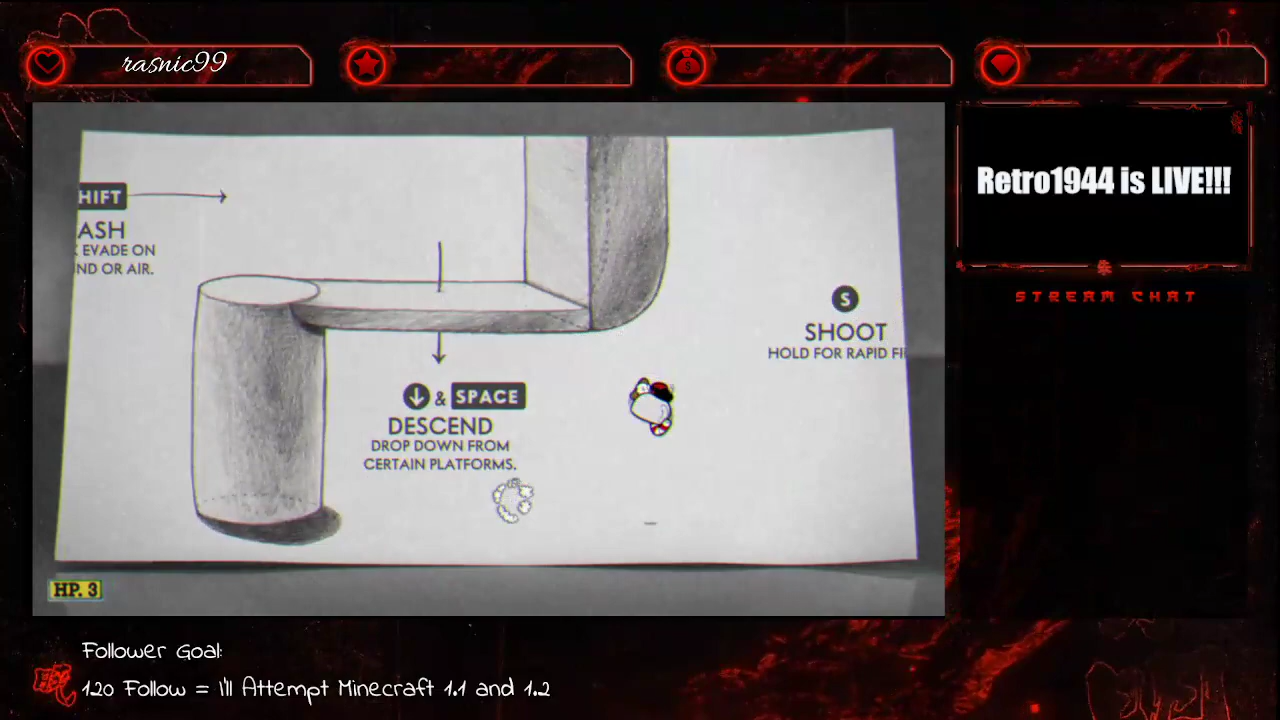 rasnic99
Retro1944 is LIVE!!!
STREAM CHAT
HIFT
ASH
EVADE ON
ND OR AIR.
S
SHOOT
HOLD FOR RAPID FI
↓ & SPACE
DESCEND
DROP DOWN FROM
CERTAIN PLATFORMS.
HP. 3
Follower Goal:
120 Follow = I'll Attempt Minecraft 1.1 and 1.2